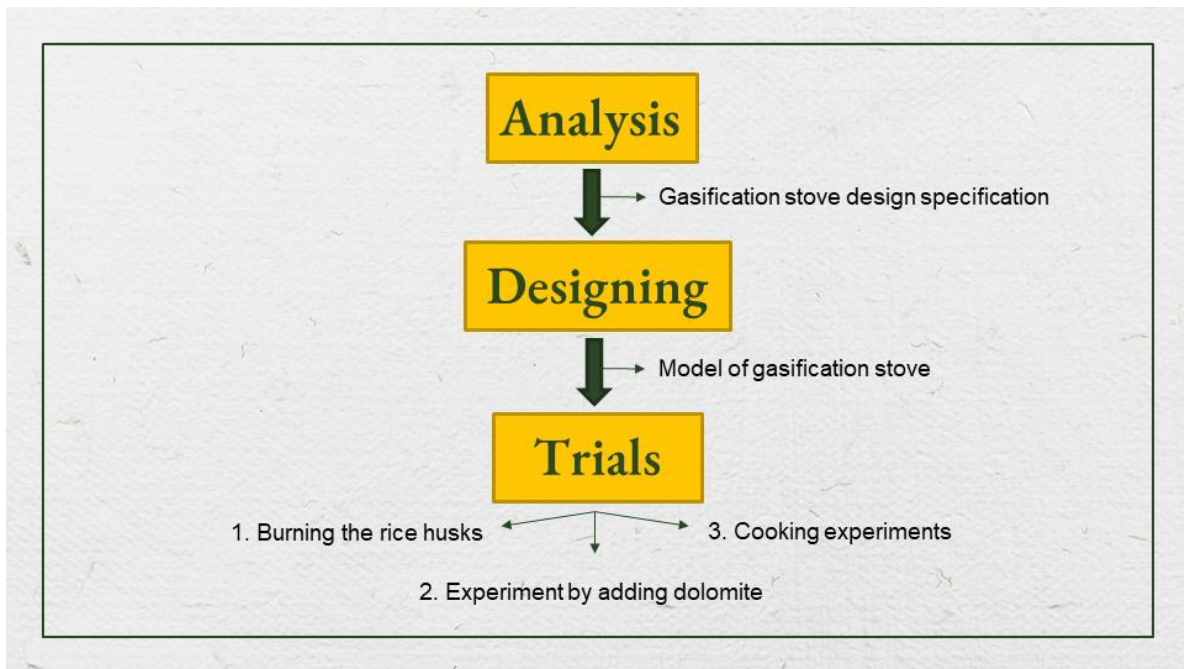 Analysis
Gasification stove design specification
Designing
Model of gasification stove
Trials
1. Burning the rice husks
3. Cooking experiments
2. Experiment by adding dolomite